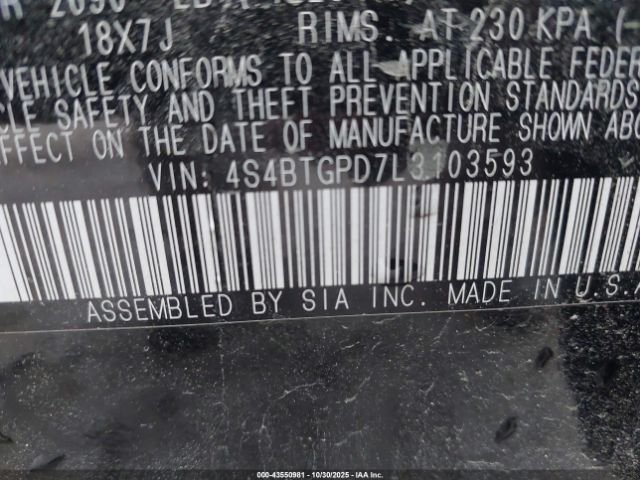 18X7J RIMS. AT 230 KPA (
VEHICLE CONFORMS TO ALL APPLICABLE FEDER
CLE SAFETY AND THEFT PREVENTION STANDARDS
EFFECT ON THE DATE OF MANUFACTURE SHOWN ABO
VIN: 4S4BTGPD7L3103593
ASSEMBLED BY SIA INC. MADE IN U.S.A
© 000-43550981 - 10/30/2025 - IAA Inc.